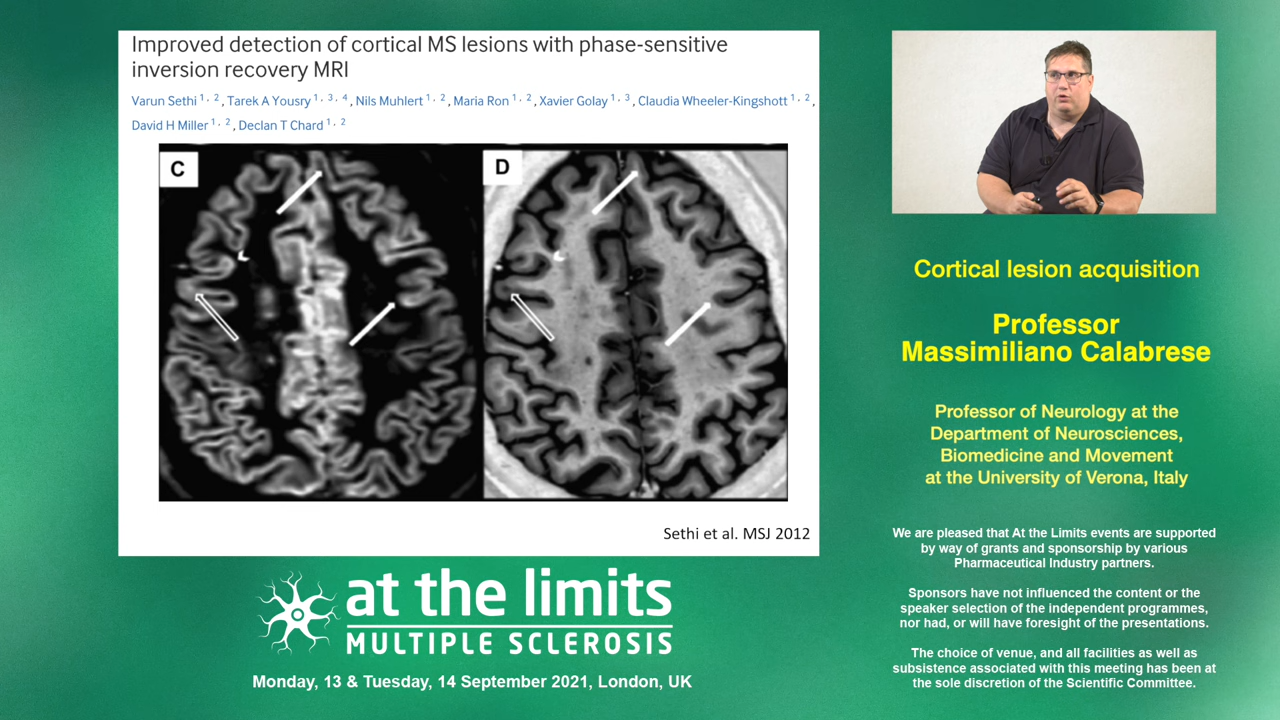 Improved detection of cortical MS lesions with phase-sensitive
inversion recovery MRI
Varun Sethi 1, 2, Tarek A Yousry 1, 3, 4, Nils Muhlert 1, 2, Maria Ron 1, 2, Xavier Golay 1, 3, Claudia Wheeler-Kingshott 1, 2,
David H Miller 1, 2, Declan T Chard 1, 2
C
D
Sethi et al. MSJ 2012
at the limits
MULTIPLE SCLEROSIS
Monday, 13 & Tuesday, 14 September 2021, London, UK
Cortical lesion acquisition
Professor
Massimiliano Calabrese
Professor of Neurology at the
Department of Neurosciences,
Biomedicine and Movement
at the University of Verona, Italy
We are pleased that At the Limits events are supported
by way of grants and sponsorship by various
Pharmaceutical Industry partners.
Sponsors have not influenced the content or the
speaker selection of the independent programmes,
nor had, or will have foresight of the presentations.
The choice of venue, and all facilities as well as
subsistence associated with this meeting has been at
the sole discretion of the Scientific Committee.